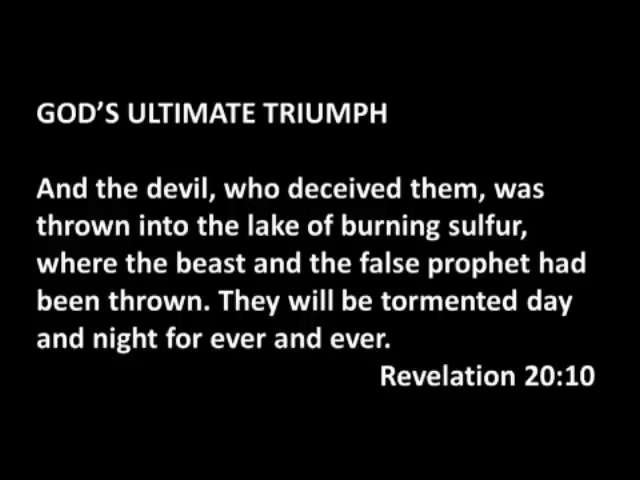 GOD’S ULTIMATE TRIUMPH
And the devil, who deceived them, was
thrown into the lake of burning sulfur,
where the beast and the false prophet had
been thrown. They will be tormented day
and night for ever and ever.
Revelation 20:10